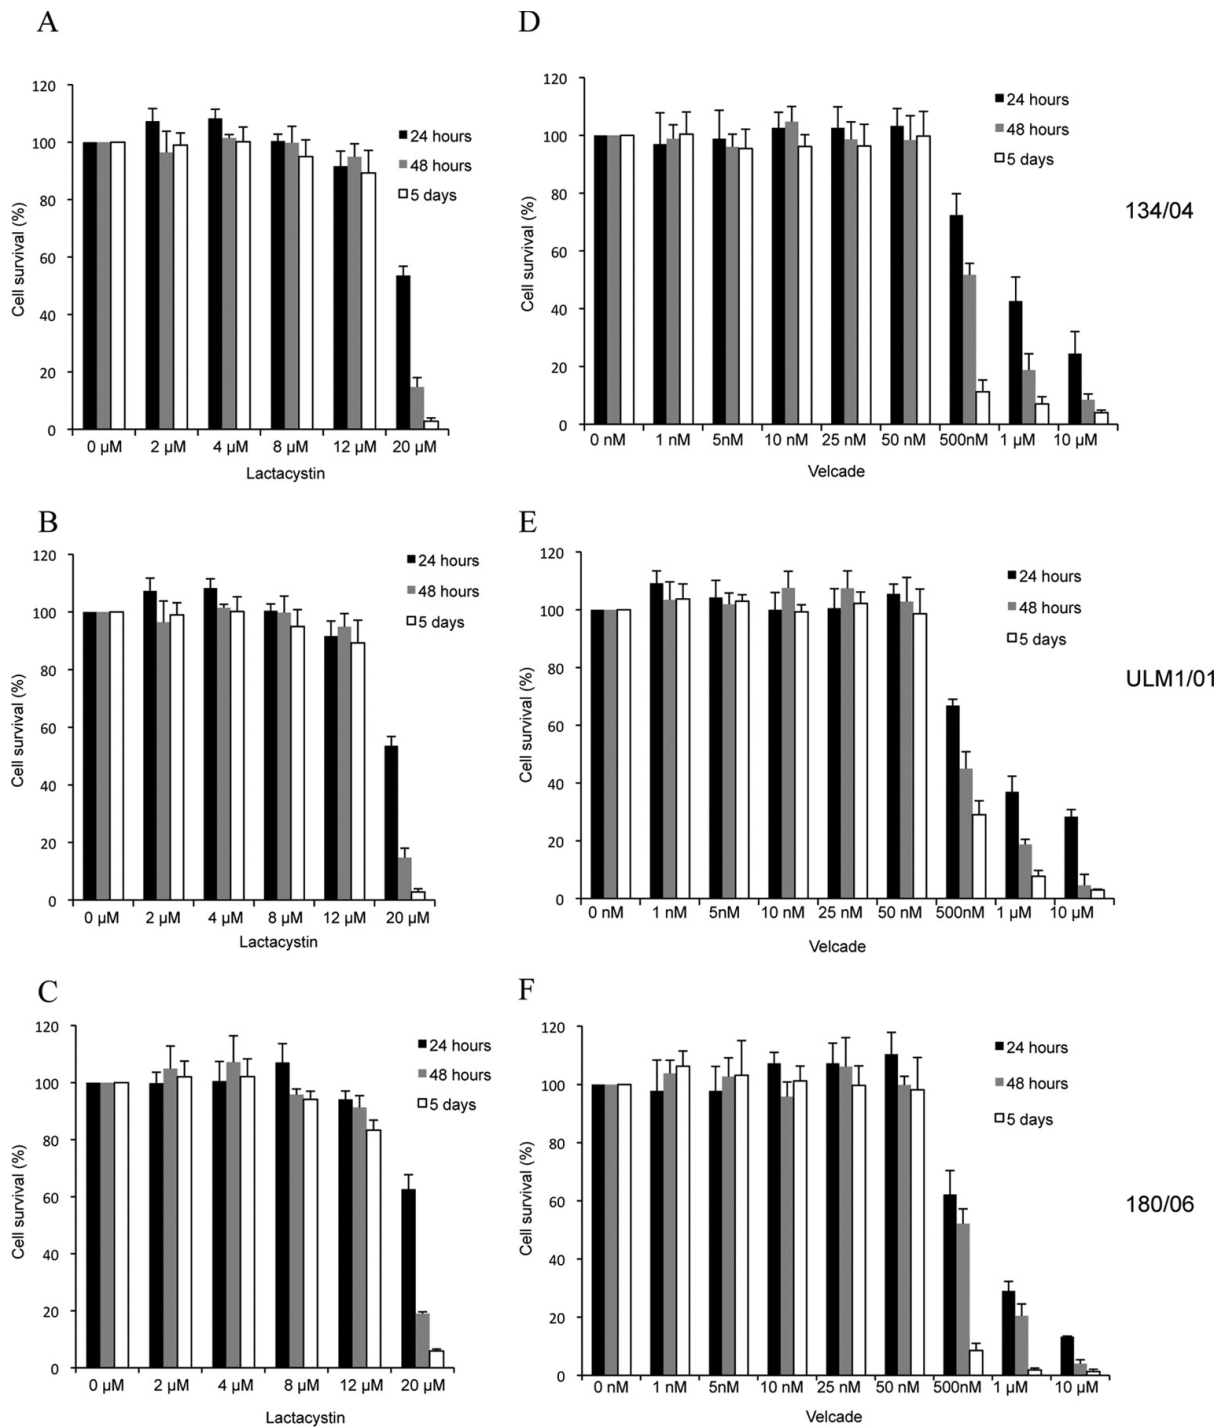 A
120
100
80
60
40
20
0
Cell survival (%)
24 hours
48 hours
5 days
0 µM 2 µM 4 µM 8 µM 12 µM 20 µM
Lactacystin
D
120
100
80
60
40
20
0
Cell survival (%)
24 hours
48 hours
5 days
0 nM 1 nM 5nM 10 nM 25 nM 50 nM 500nM 1 µM 10 µM
Velcade
134/04
B
120
100
80
60
40
20
0
Cell survival (%)
24 hours
48 hours
5 days
0 µM 2 µM 4 µM 8 µM 12 µM 20 µM
Lactacystin
E
120
100
80
60
40
20
0
Cell survival (%)
24 hours
48 hours
5 days
0 nM 1 nM 5nM 10 nM 25 nM 50 nM 500nM 1 µM 10 µM
Velcade
ULM1/01
C
120
100
80
60
40
20
0
Cell survival (%)
24 hours
48 hours
5 days
0 µM 2 µM 4 µM 8 µM 12 µM 20 µM
Lactacystin
F
120
100
80
60
40
20
0
Cell survival (%)
24 hours
48 hours
5 days
0 nM 1 nM 5nM 10 nM 25 nM 50 nM 500nM 1 µM 10 µM
Velcade
180/06